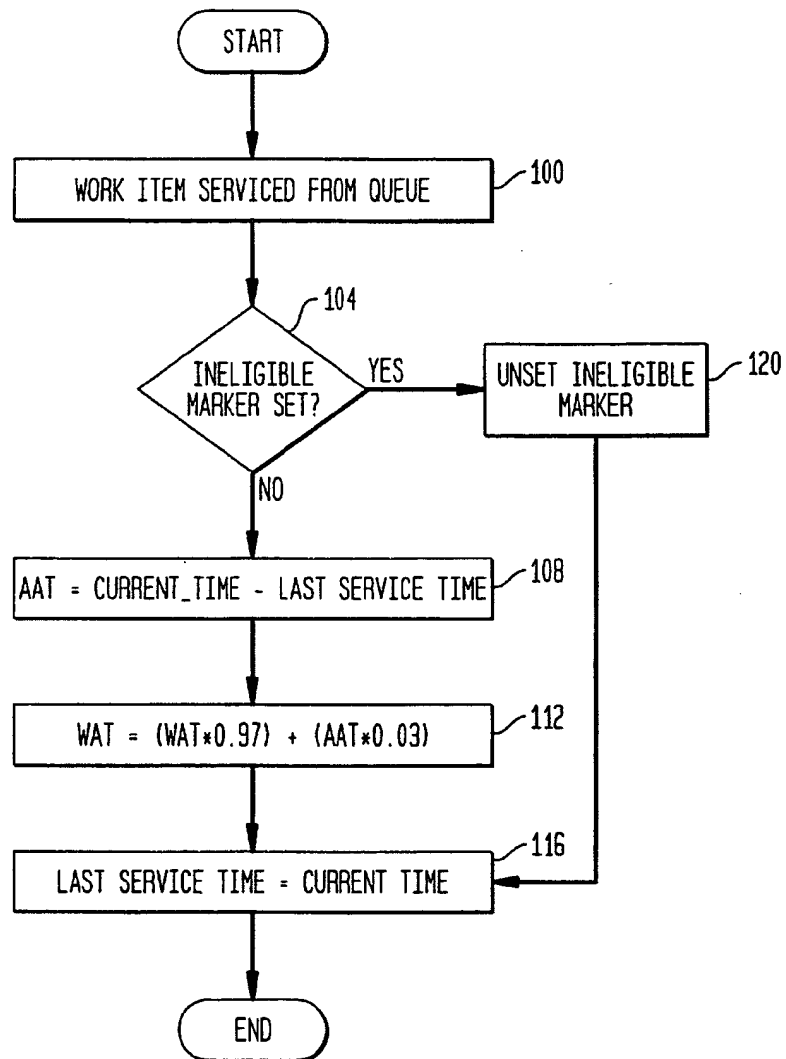 START
WORK ITEM SERVICED FROM QUEUE
100
104
INELIGIBLE
MARKER SET?
YES
UNSET INELIGIBLE
MARKER
120
NO
AAT = CURRENT_TIME - LAST SERVICE TIME
108
WAT = (WAT*0.97) + (AAT*0.03)
112
LAST SERVICE TIME = CURRENT TIME
116
END